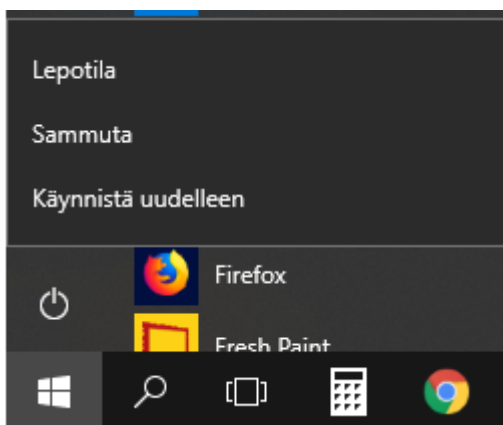 Lepotila
Sammuta
Käynnistä uudelleen
Firefox
Fresh Paint